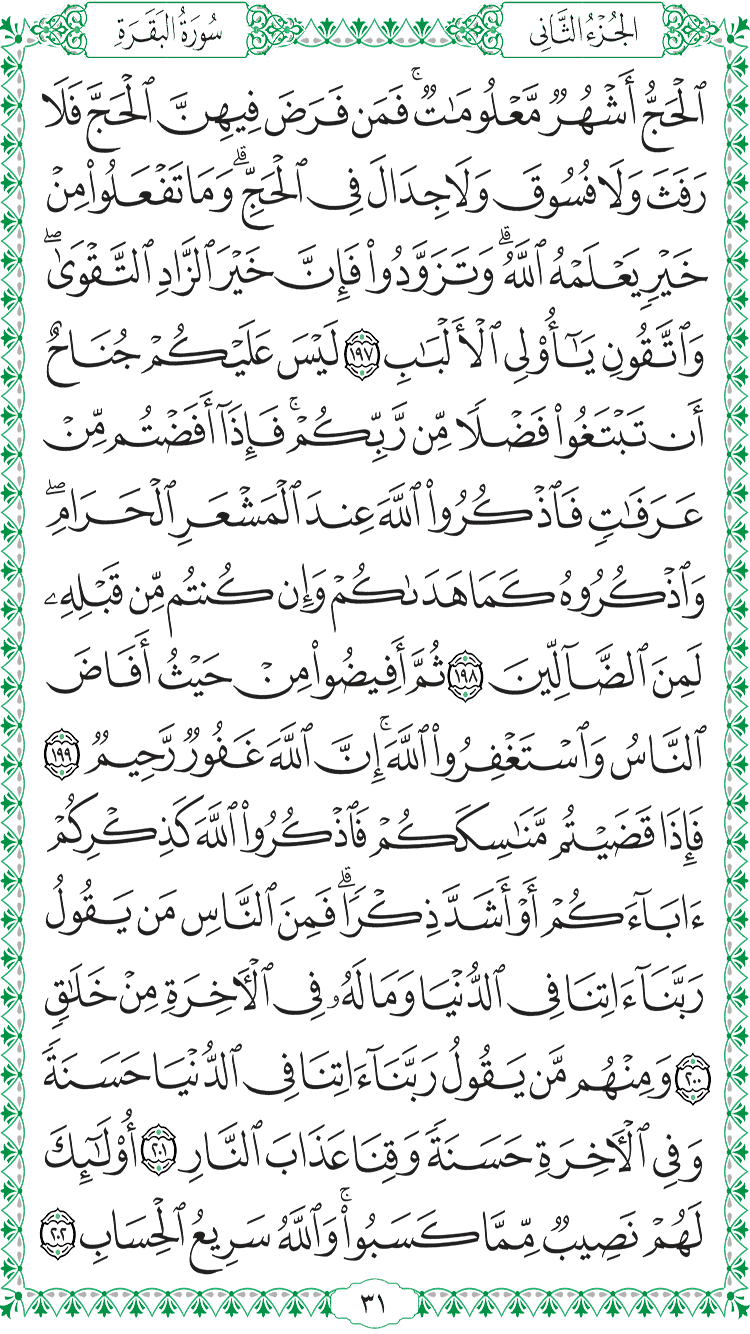 الجُزْءُ الثَّانِي
سُورَةُ البَقَرَةِ
ٱلْحَجُّ أَشْهُرٌ مَّعْلُومَٰتٌۚ فَمَن فَرَضَ فِيهِنَّ ٱلْحَجَّ فَلَا
رَفَثَ وَلَا فُسُوقَ وَلَا جِدَالَ فِي ٱلْحَجِّۗ وَمَا تَفْعَلُوا۟ مِنْ
خَيْرٍ يَعْلَمْهُ ٱللَّهُۗ وَتَزَوَّدُوا۟ فَإِنَّ خَيْرَ ٱلزَّادِ ٱلتَّقْوَىٰۖ
وَٱتَّقُونِ يَٰٓأُو۟لِي ٱلْأَلْبَٰبِ ١٩٧ لَيْسَ عَلَيْكُمْ جُنَاحٌ
أَن تَبْتَغُوا۟ فَضْلًا مِّن رَّبِّكُمْۚ فَإِذَآ أَفَضْتُم مِّنْ
عَرَفَٰتٍ فَٱذْكُرُوا۟ ٱللَّهَ عِندَ ٱلْمَشْعَرِ ٱلْحَرَامِۖ
وَٱذْكُرُوهُ كَمَا هَدَىٰكُمْ وَإِن كُنتُم مِّن قَبْلِهِۦ
لَمِنَ ٱلضَّآلِّينَ ١٩٨ ثُمَّ أَفِيضُوا۟ مِنْ حَيْثُ أَفَاضَ
ٱلنَّاسُ وَٱسْتَغْفِرُوا۟ ٱللَّهَۚ إِنَّ ٱللَّهَ غَفُورٌ رَّحِيمٌ ١٩٩
فَإِذَا قَضَيْتُم مَّنَٰسِكَكُمْ فَٱذْكُرُوا۟ ٱللَّهَ كَذِكْرِكُمْ
ءَابَآءَكُمْ أَوْ أَشَدَّ ذِكْرًاۗ فَمِنَ ٱلنَّاسِ مَن يَقُولُ
رَبَّنَآ ءَاتِنَا فِي ٱلدُّنْيَا وَمَا لَهُۥ فِي ٱلْأَخِرَةِ مِنْ خَلَٰقٍ
٢٠٠ وَمِنْهُم مَّن يَقُولُ رَبَّنَآ ءَاتِنَا فِي ٱلدُّنْيَا حَسَنَةً
وَفِي ٱلْأَخِرَةِ حَسَنَةً وَقِنَا عَذَابَ ٱلنَّارِ ٢٠١ أُو۟لَٰٓئِكَ
لَهُمْ نَصِيبٌ مِّمَّا كَسَبُوا۟ۚ وَٱللَّهُ سَرِيعُ ٱلْحِسَابِ ٢٠٢
٣١